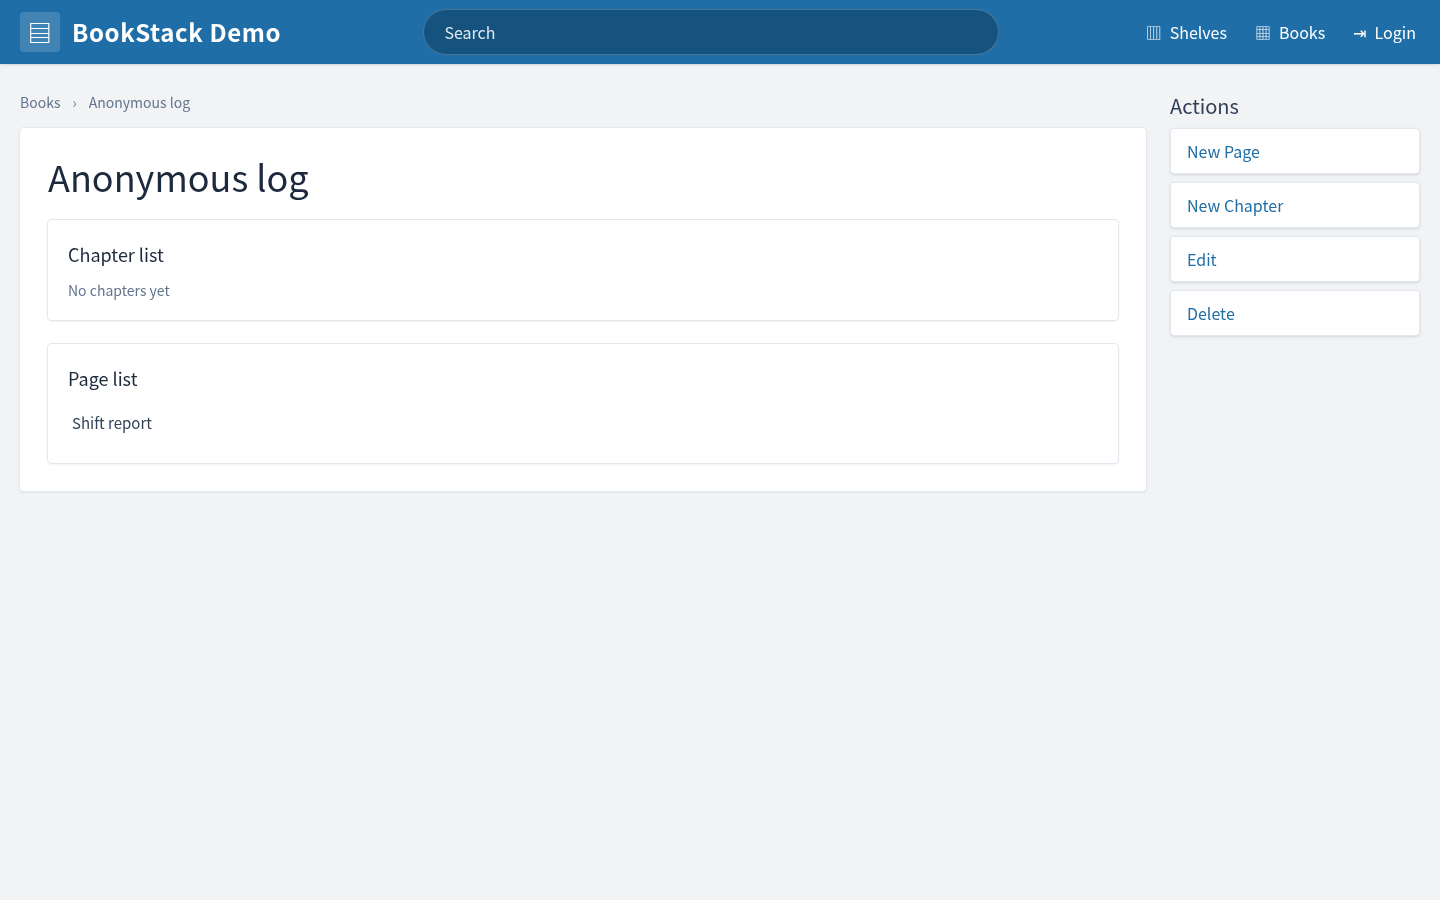 BookStack Demo
Search
Shelves
Books
Login
Books › Anonymous log
Anonymous log
Chapter list
No chapters yet
Page list
Shift report
Actions
New Page
New Chapter
Edit
Delete